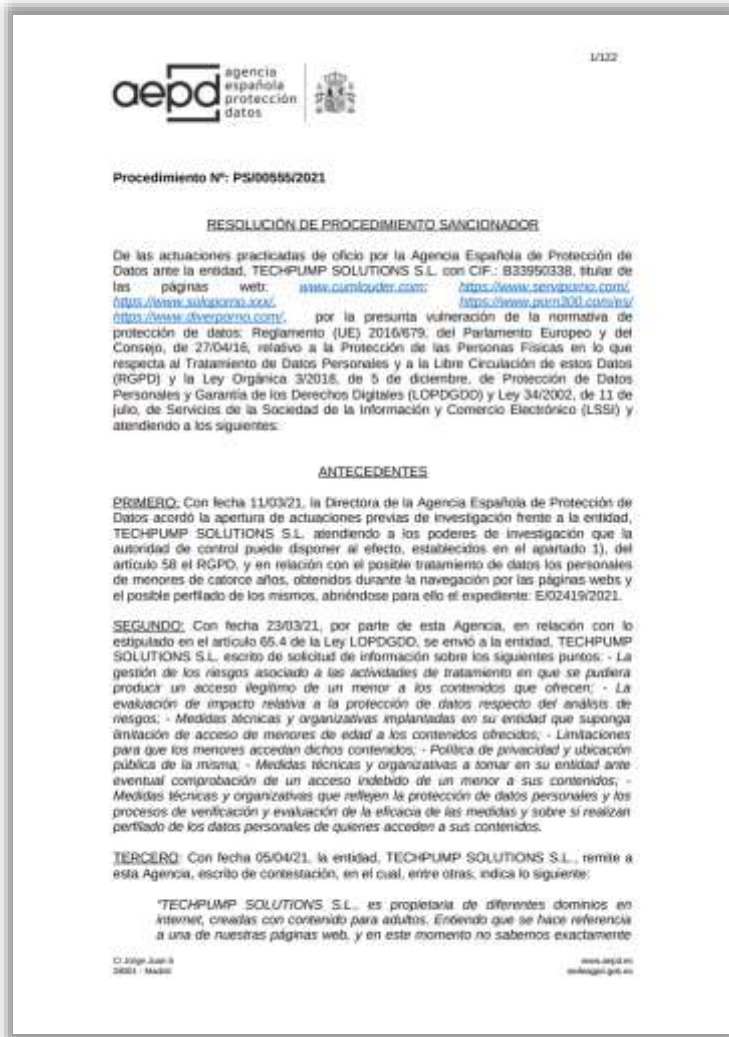 1/122
aepd
agencia
española
protección
datos
Procedimiento Nº: PS/00555/2021
RESOLUCIÓN DE PROCEDIMIENTO SANCIONADOR
De las actuaciones practicadas de oficio por la Agencia Española de Protección de
Datos ante la entidad, TECHPUMP SOLUTIONS S.L. con CIF.: B33950338, titular de
las páginas web: www.cumlouder.com; https://www.serviporno.com/,
https://www.soloporno.xxx/, https://www.porn300.com/es/
https://www.diverporno.com/, por la presunta vulneración de la normativa de
protección de datos: Reglamento (UE) 2016/679, del Parlamento Europeo y del
Consejo, de 27/04/16, relativo a la Protección de las Personas Físicas en lo que
respecta al Tratamiento de Datos Personales y a la Libre Circulación de estos Datos
(RGPD) y la Ley Orgánica 3/2018, de 5 de diciembre, de Protección de Datos
Personales y Garantía de los Derechos Digitales (LOPDGDD) y Ley 34/2002, de 11 de
julio, de Servicios de la Sociedad de la Información y Comercio Electrónico (LSSI) y
atendiendo a los siguientes:
ANTECEDENTES
PRIMERO: Con fecha 11/03/21, la Directora de la Agencia Española de Protección de
Datos acordó la apertura de actuaciones previas de investigación frente a la entidad,
TECHPUMP SOLUTIONS S.L, atendiendo a los poderes de investigación que la
autoridad de control puede disponer al efecto, establecidos en el apartado 1), del
artículo 58 el RGPD, y en relación con el posible tratamiento de datos los personales
de menores de catorce años, obtenidos durante la navegación por las páginas webs y
el posible perfilado de los mismos, abriéndose para ello el expediente: E/02419/2021.
SEGUNDO: Con fecha 23/03/21, por parte de esta Agencia, en relación con lo
estipulado en el artículo 65.4 de la Ley LOPDGDD, se envió a la entidad, TECHPUMP
SOLUTIONS S.L. escrito de solicitud de información sobre los siguientes puntos: - La
gestión de los riesgos asociado a las actividades de tratamiento en que se pudiera
producir un acceso ilegítimo de un menor a los contenidos que ofrecen; - La
evaluación de impacto relativa a la protección de datos respecto del análisis de
riesgos; - Medidas técnicas y organizativas implantadas en su entidad que suponga
limitación de acceso de menores de edad a los contenidos ofrecidos; - Limitaciones
para que los menores accedan dichos contenidos; - Política de privacidad y ubicación
pública de la misma; - Medidas técnicas y organizativas a tomar en su entidad ante
eventual comprobación de un acceso indebido de un menor a sus contenidos; -
Medidas técnicas y organizativas que reflejen la protección de datos personales y los
procesos de verificación y evaluación de la eficacia de las medidas y sobre si realizan
perfilado de los datos personales de quienes acceden a sus contenidos.
TERCERO: Con fecha 05/04/21, la entidad, TECHPUMP SOLUTIONS S.L., remite a
esta Agencia, escrito de contestación, en el cual, entre otras, indica lo siguiente:
"TECHPUMP SOLUTIONS S.L., es propietaria de diferentes dominios en
internet, creadas con contenido para adultos. Entiendo que se hace referencia
a una de nuestras páginas web, y en este momento no sabemos exactamente
C/ Jorge Juan 6 www.aepd.es
28001 - Madrid sedeagpd.gob.es